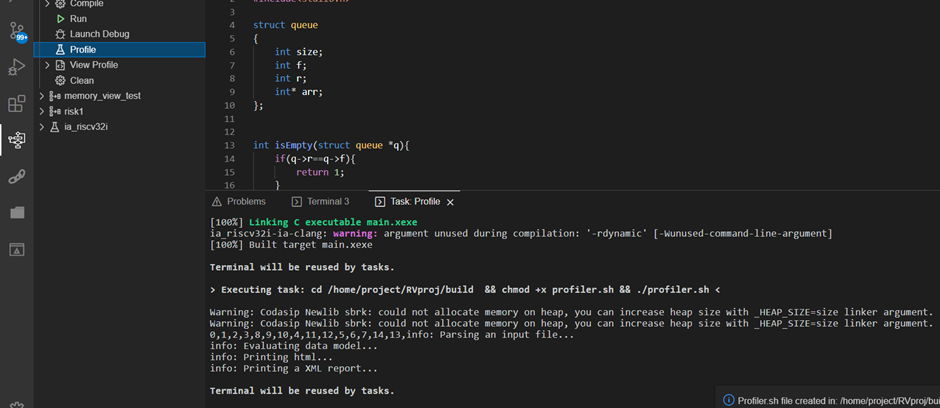 Compile
Run
Launch Debug
Profile
View Profile
Clean
memory_view_test
risk1
ia_riscv32i
99+
2
3
4 struct queue
5 {
6 int size;
7 int f;
8 int r;
9 int* arr;
10 };
11
12
13 int isEmpty(struct queue *q){
14 if(q->r==q->f){
15 return 1;
16 }
Problems Terminal 3 Task: Profile
[100%] Linking C executable main.xexe
ia_riscv32i-ia-clang: warning: argument unused during compilation: '-rdynamic' [-Wunused-command-line-argument]
[100%] Built target main.xexe
Terminal will be reused by tasks.
> Executing task: cd /home/project/RVproj/build && chmod +x profiler.sh && ./profiler.sh <
Warning: Codasip Newlib sbrk: could not allocate memory on heap, you can increase heap size with _HEAP_SIZE=size linker argument.
Warning: Codasip Newlib sbrk: could not allocate memory on heap, you can increase heap size with _HEAP_SIZE=size linker argument.
0,1,2,3,8,9,10,4,11,12,5,6,7,14,13,info: Parsing an input file...
info: Evaluating data model...
info: Printing html...
info: Printing a XML report...
Terminal will be reused by tasks.
Profiler.sh file created in: /home/project/RVproj/bui